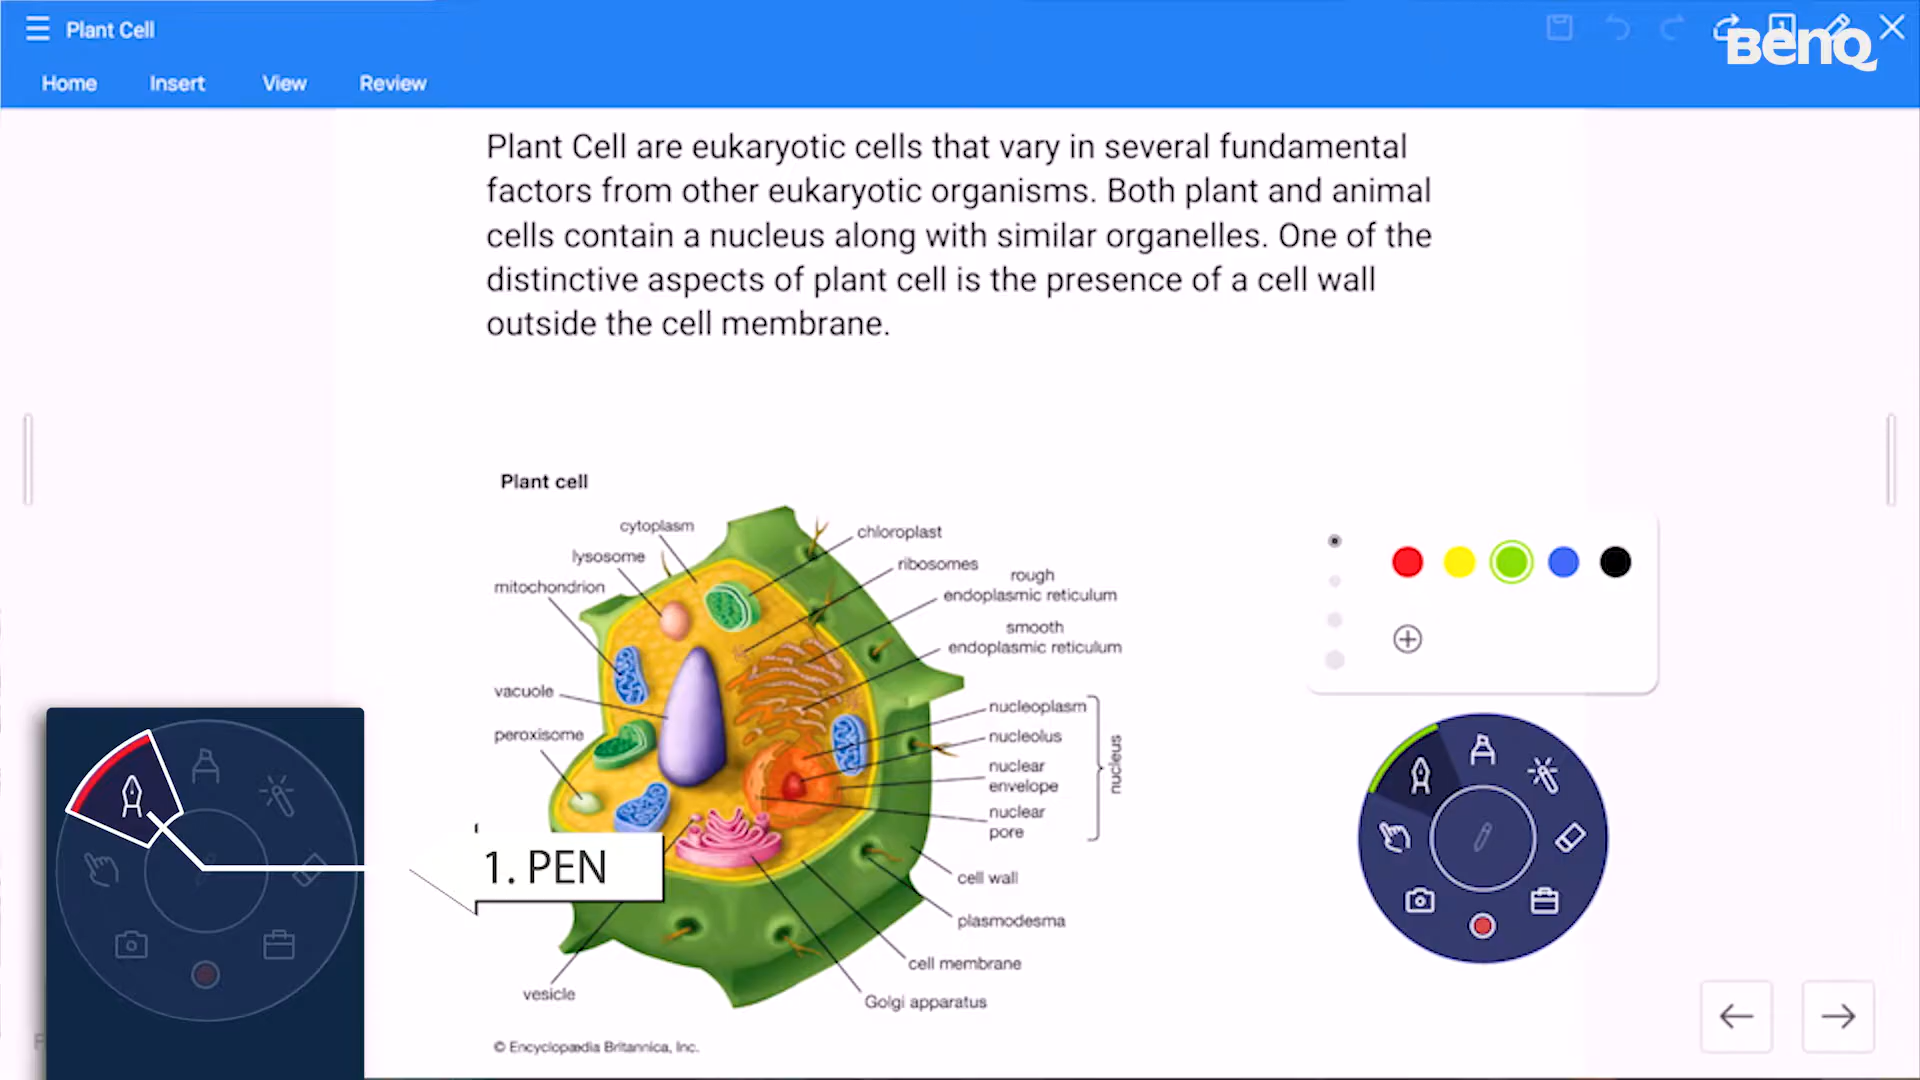 Plant Cell
BenQ
Home Insert View Review
Plant Cell are eukaryotic cells that vary in several fundamental
factors from other eukaryotic organisms. Both plant and animal
cells contain a nucleus along with similar organelles. One of the
distinctive aspects of plant cell is the presence of a cell wall
outside the cell membrane.
Plant cell
cytoplasm
lysosome
mitochondrion
vacuole
peroxisome
vesicle
chloroplast
ribosomes
rough
endoplasmic reticulum
smooth
endoplasmic reticulum
nucleoplasm
nucleolus
nuclear
envelope
nuclear
pore
nucleus
cell wall
plasmodesma
cell membrane
Golgi apparatus
1. PEN
© Encyclopædia Britannica, Inc.